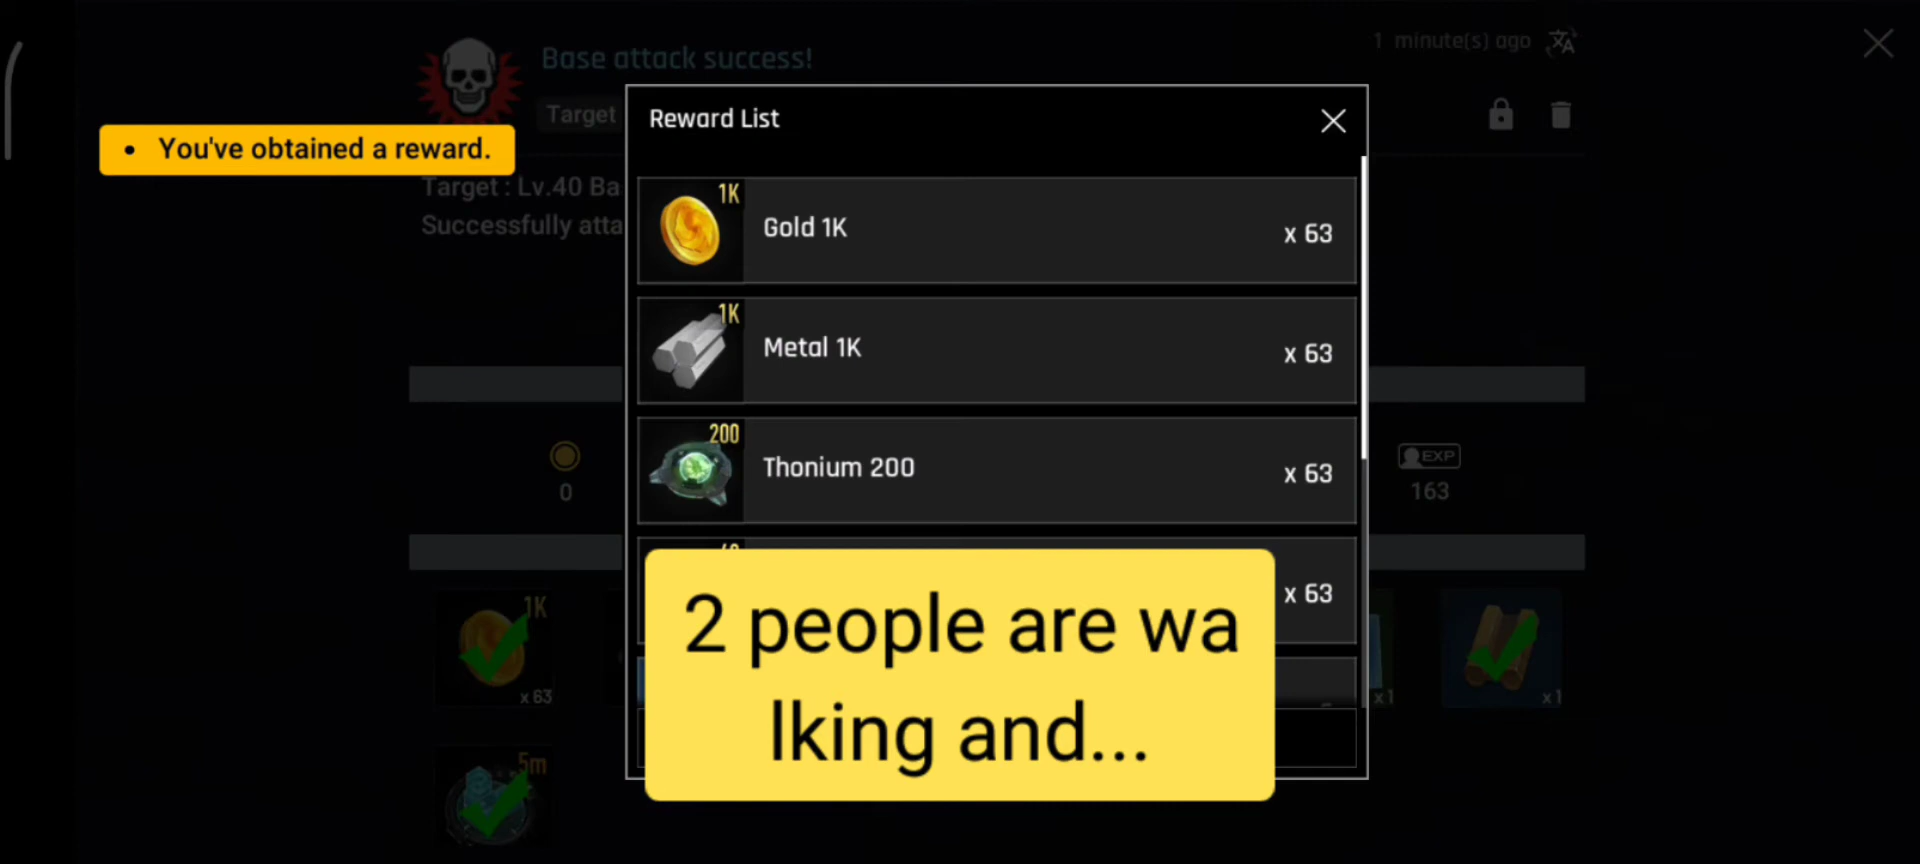 Base attack success!
1 minute(s) ago
Target
Reward List
• You've obtained a reward.
Target : Lv.40 Ba
Successfully atta
1K
Gold 1K
x 63
1K
Metal 1K
x 63
200
Thonium 200
x 63
x 63
0
EXP
163
2 people are wa
lking and...
1K
x 63
x1
x1
5m